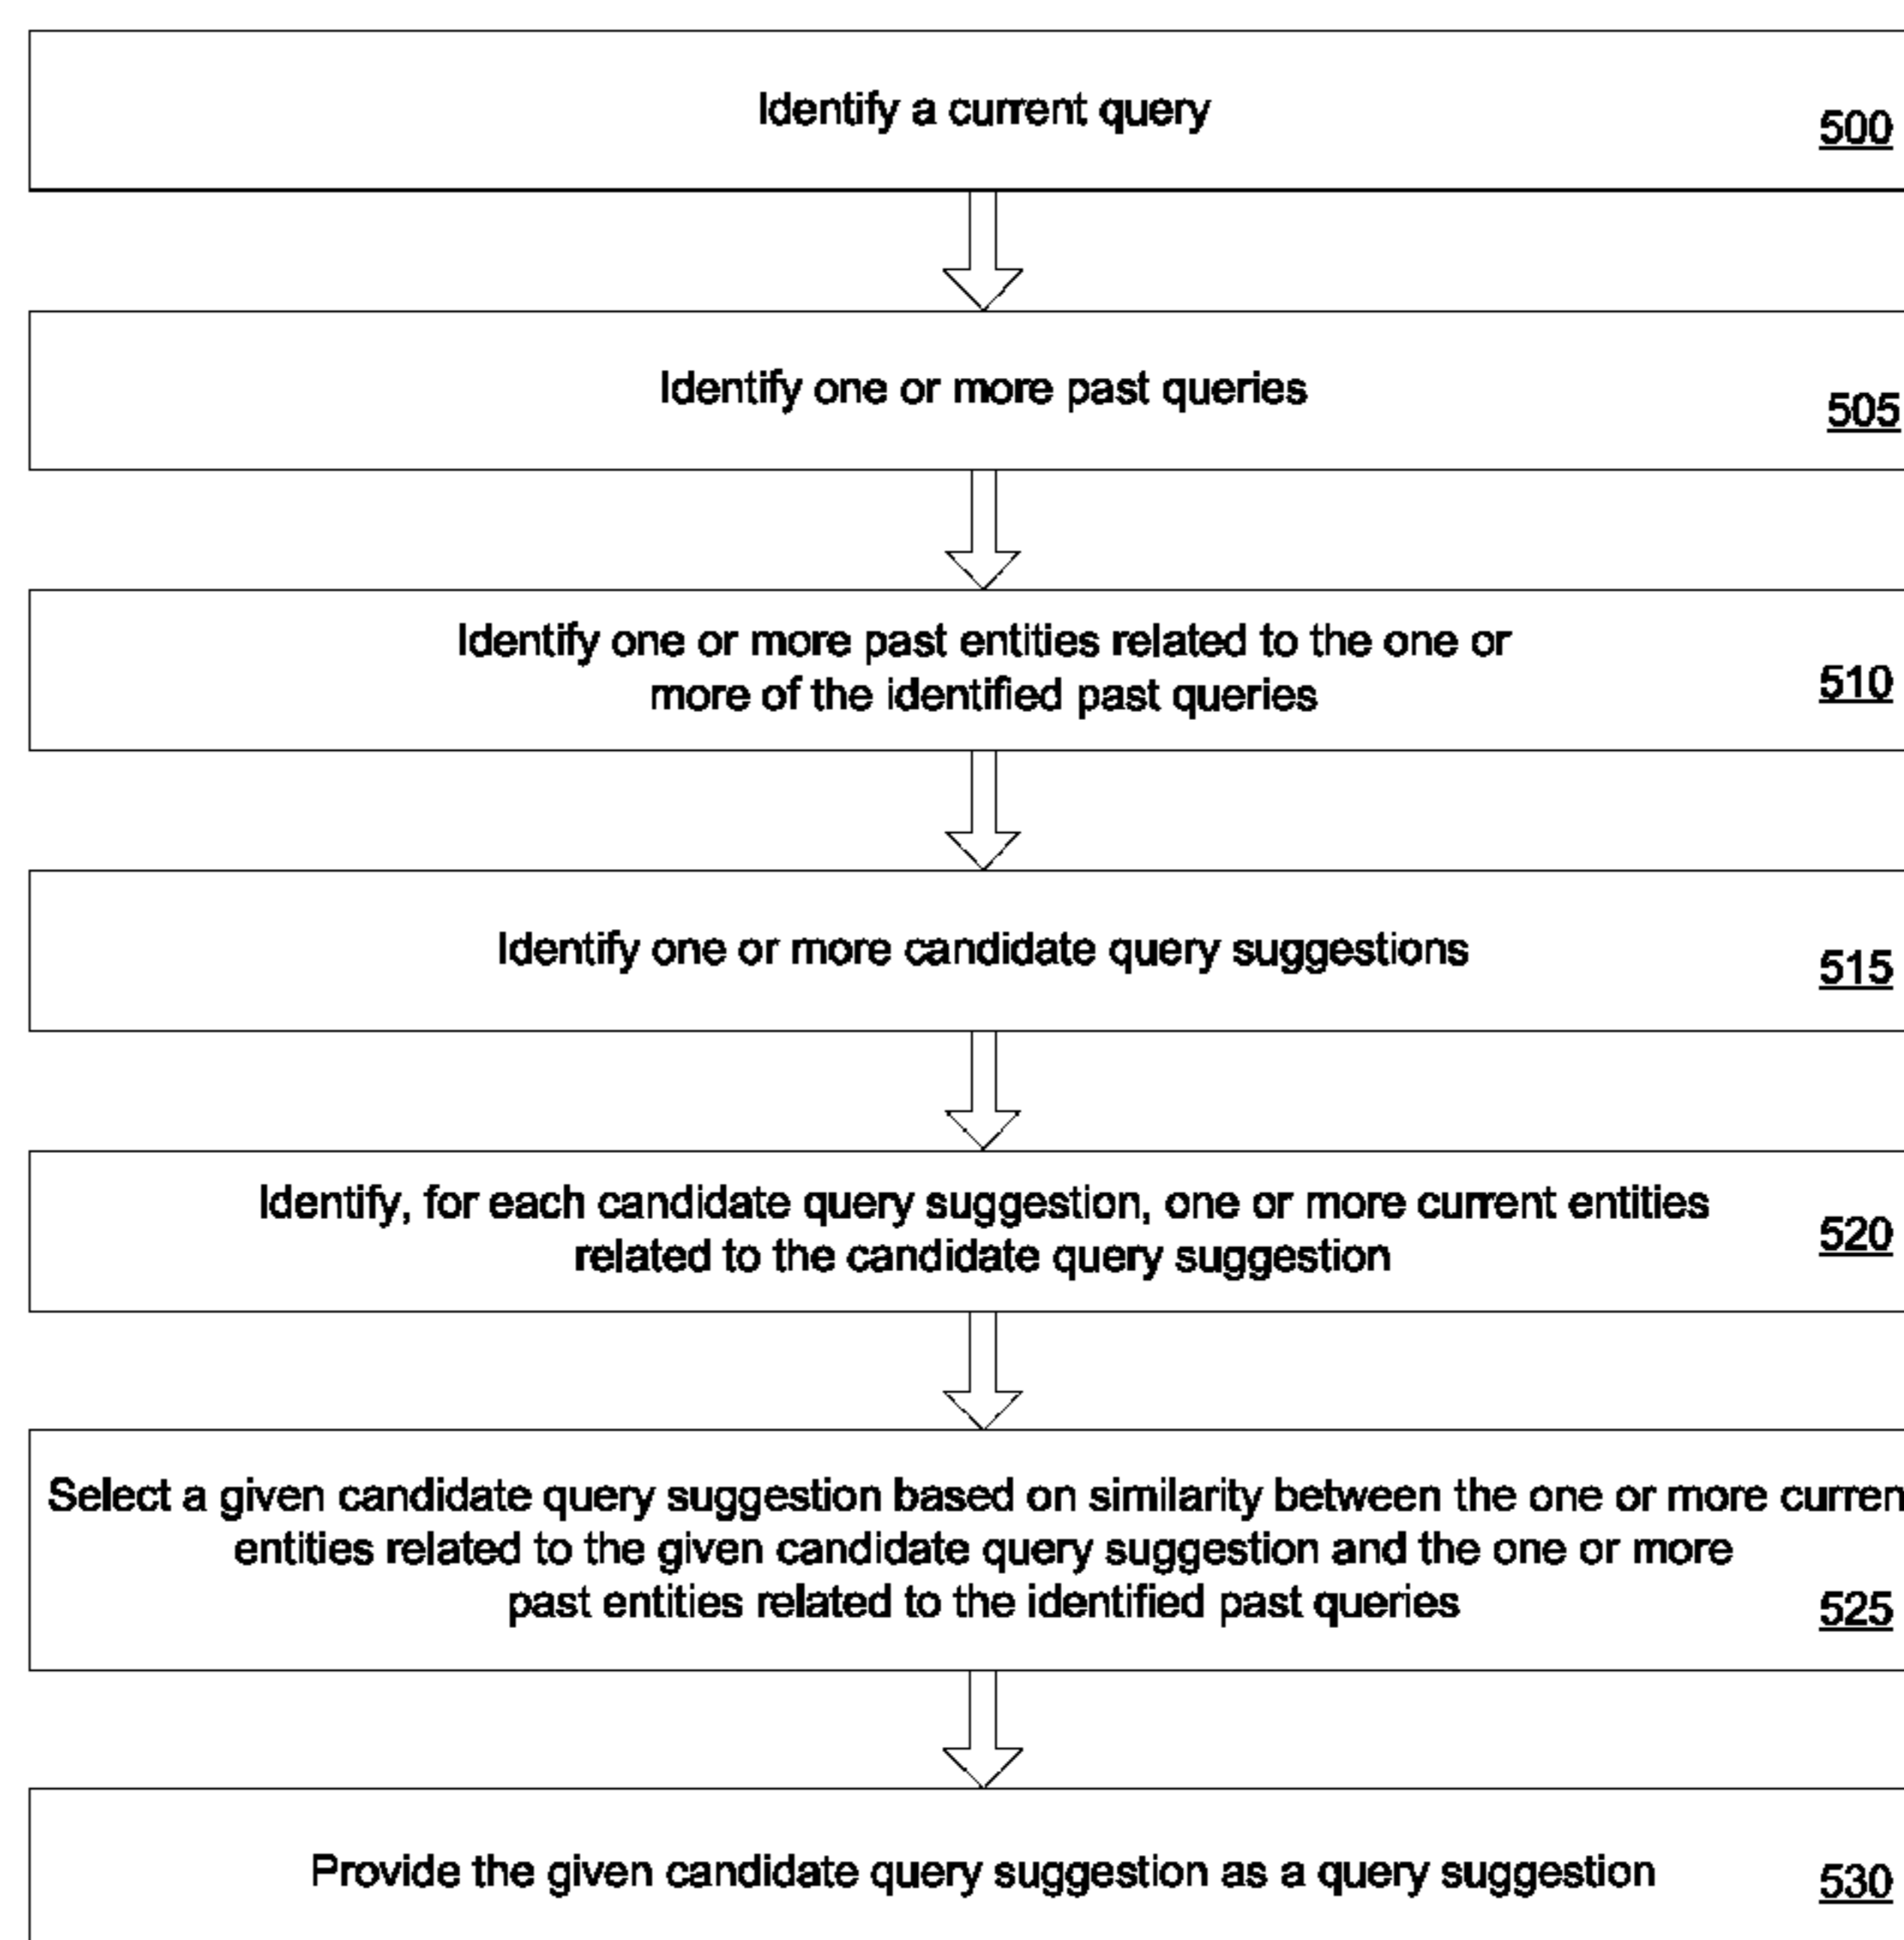 Identify a current query
500
Identify one or more past queries
505
Identify one or more past entities related to the one or
more of the identified past queries
510
Identify one or more candidate query suggestions
515
Identify, for each candidate query suggestion, one or more current entities
related to the candidate query suggestion
520
Select a given candidate query suggestion based on similarity between the one or more curren
entities related to the given candidate query suggestion and the one or more
past entities related to the identified past queries
525
Provide the given candidate query suggestion as a query suggestion
530